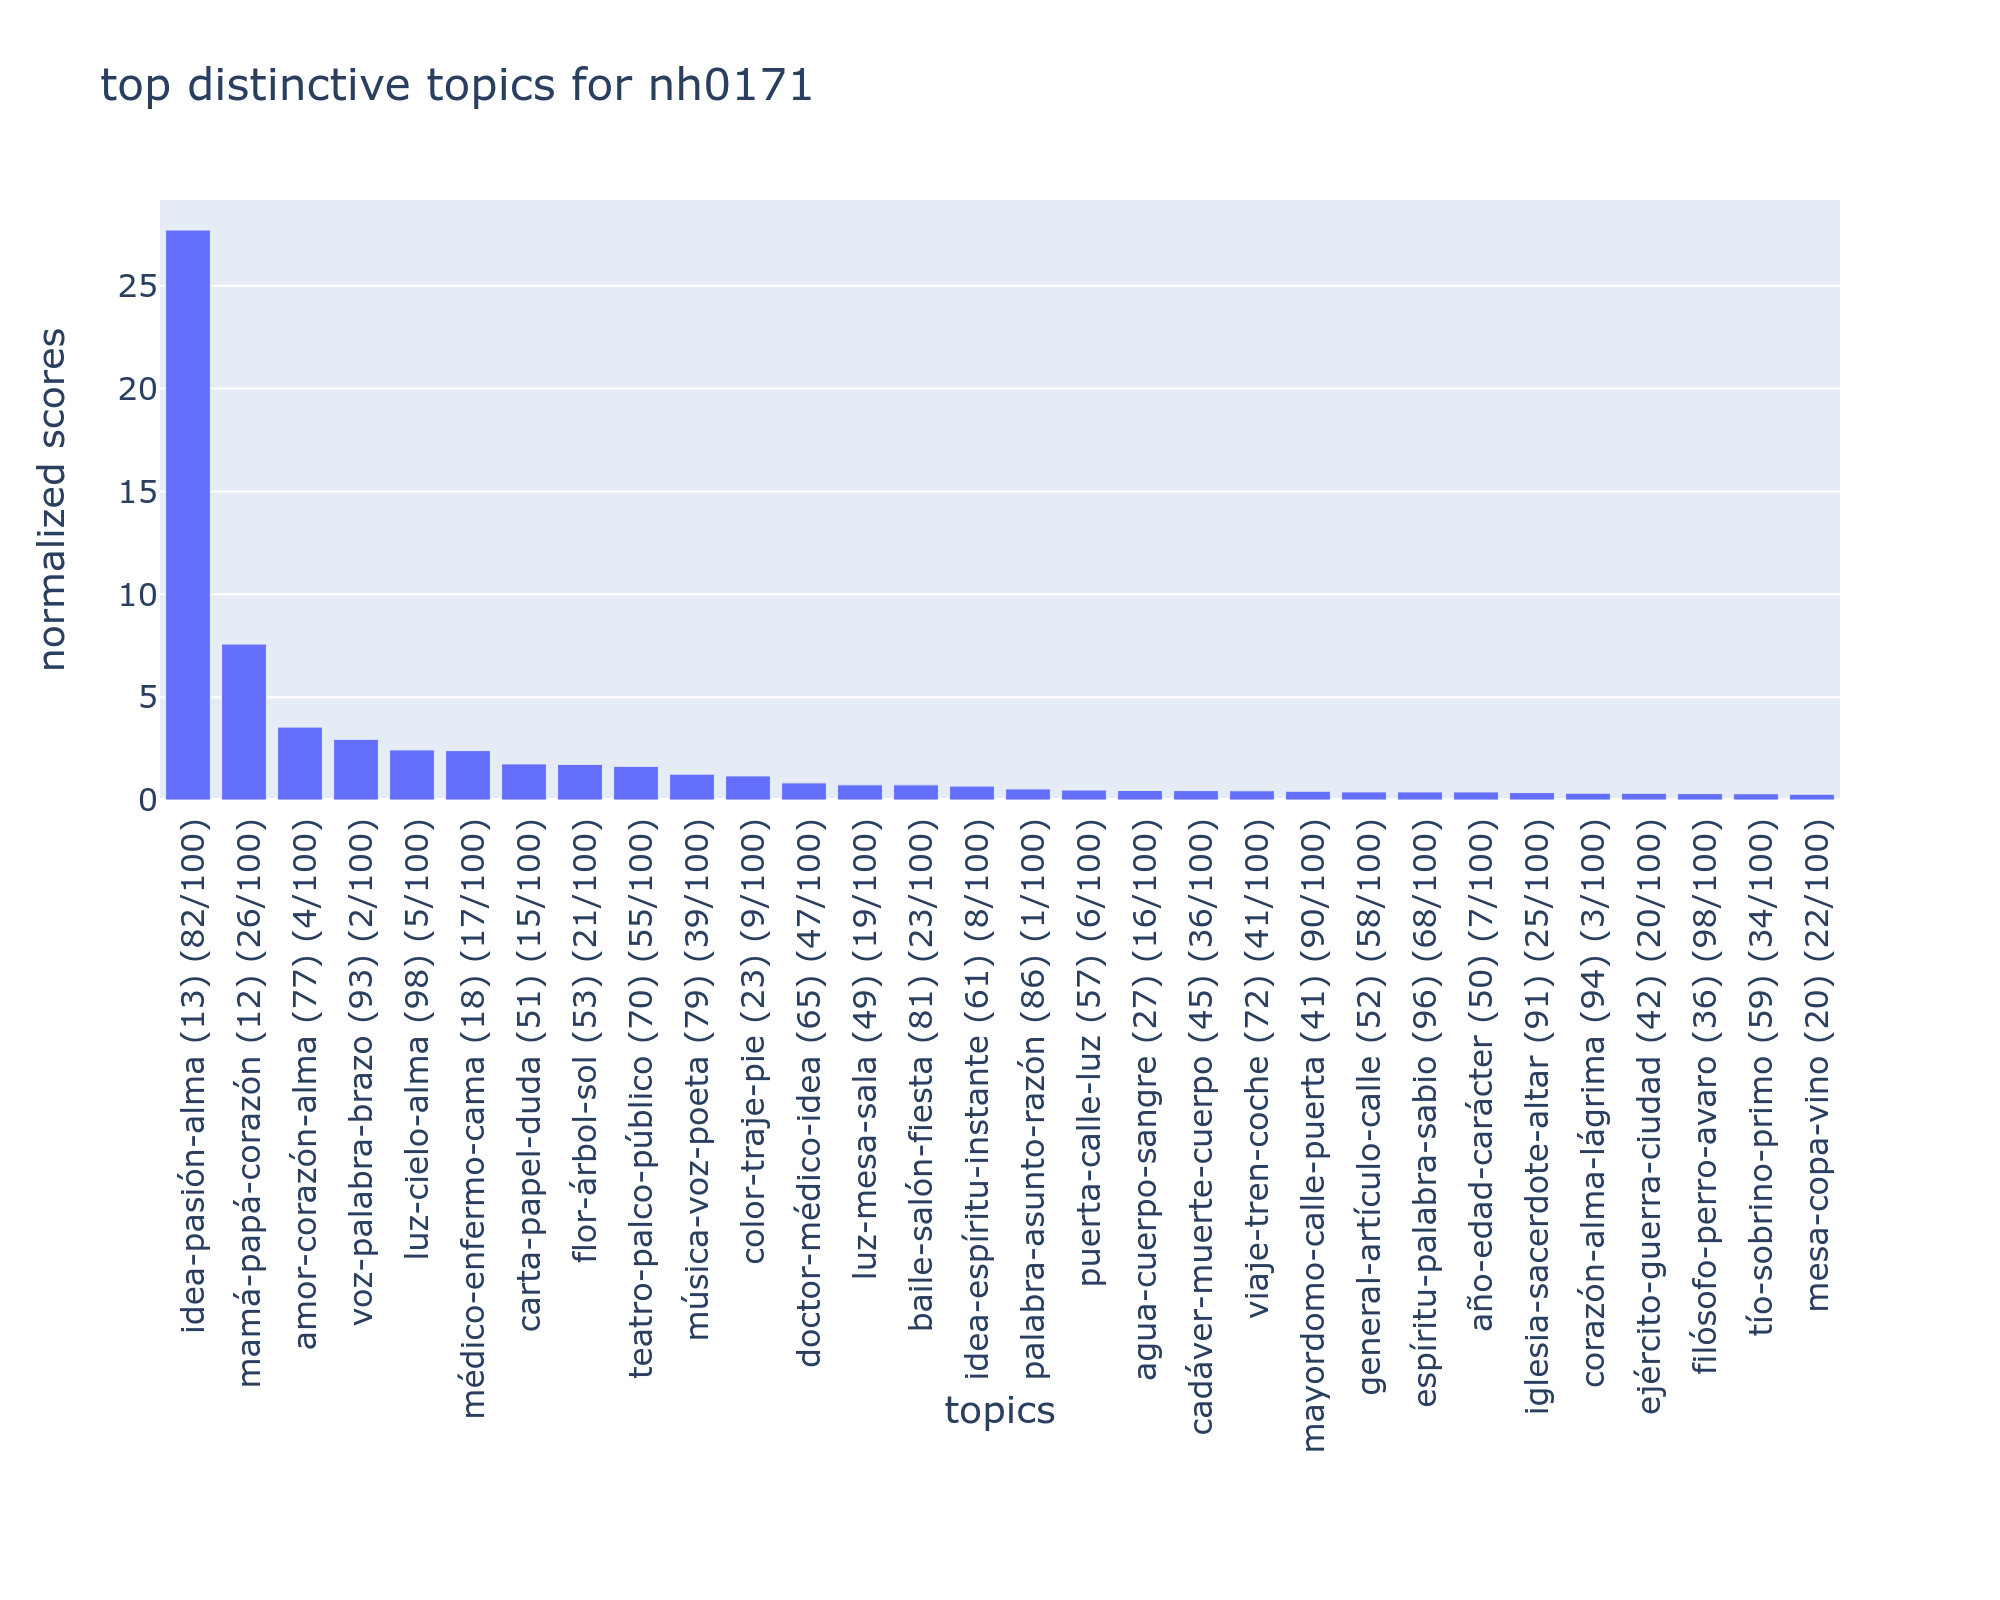 top distinctive topics for nh0171
normalized scores
25
20
15
10
5
0
idea-pasión-alma (13) (82/100)
mamá-papá-corazón (12) (26/100)
amor-corazón-alma (77) (4/100)
voz-palabra-brazo (93) (2/100)
luz-cielo-alma (98) (5/100)
médico-enfermo-cama (18) (17/100)
carta-papel-duda (51) (15/100)
flor-árbol-sol (53) (21/100)
teatro-palco-público (70) (55/100)
música-voz-poeta (79) (39/100)
color-traje-pie (23) (9/100)
doctor-médico-idea (65) (47/100)
luz-mesa-sala (49) (19/100)
baile-salón-fiesta (81) (23/100)
idea-espíritu-instante (61) (8/100)
palabra-asunto-razón (86) (1/100)
puerta-calle-luz (57) (6/100)
agua-cuerpo-sangre (27) (16/100)
cadáver-muerte-cuerpo (45) (36/100)
viaje-tren-coche (72) (41/100)
mayordomo-calle-puerta (41) (90/100)
general-artículo-calle (52) (58/100)
espíritu-palabra-sabio (96) (68/100)
año-edad-carácter (50) (7/100)
iglesia-sacerdote-altar (91) (25/100)
corazón-alma-lágrima (94) (3/100)
ejército-guerra-ciudad (42) (20/100)
filósofo-perro-avaro (36) (98/100)
tío-sobrino-primo (59) (34/100)
mesa-copa-vino (20) (22/100)
topics